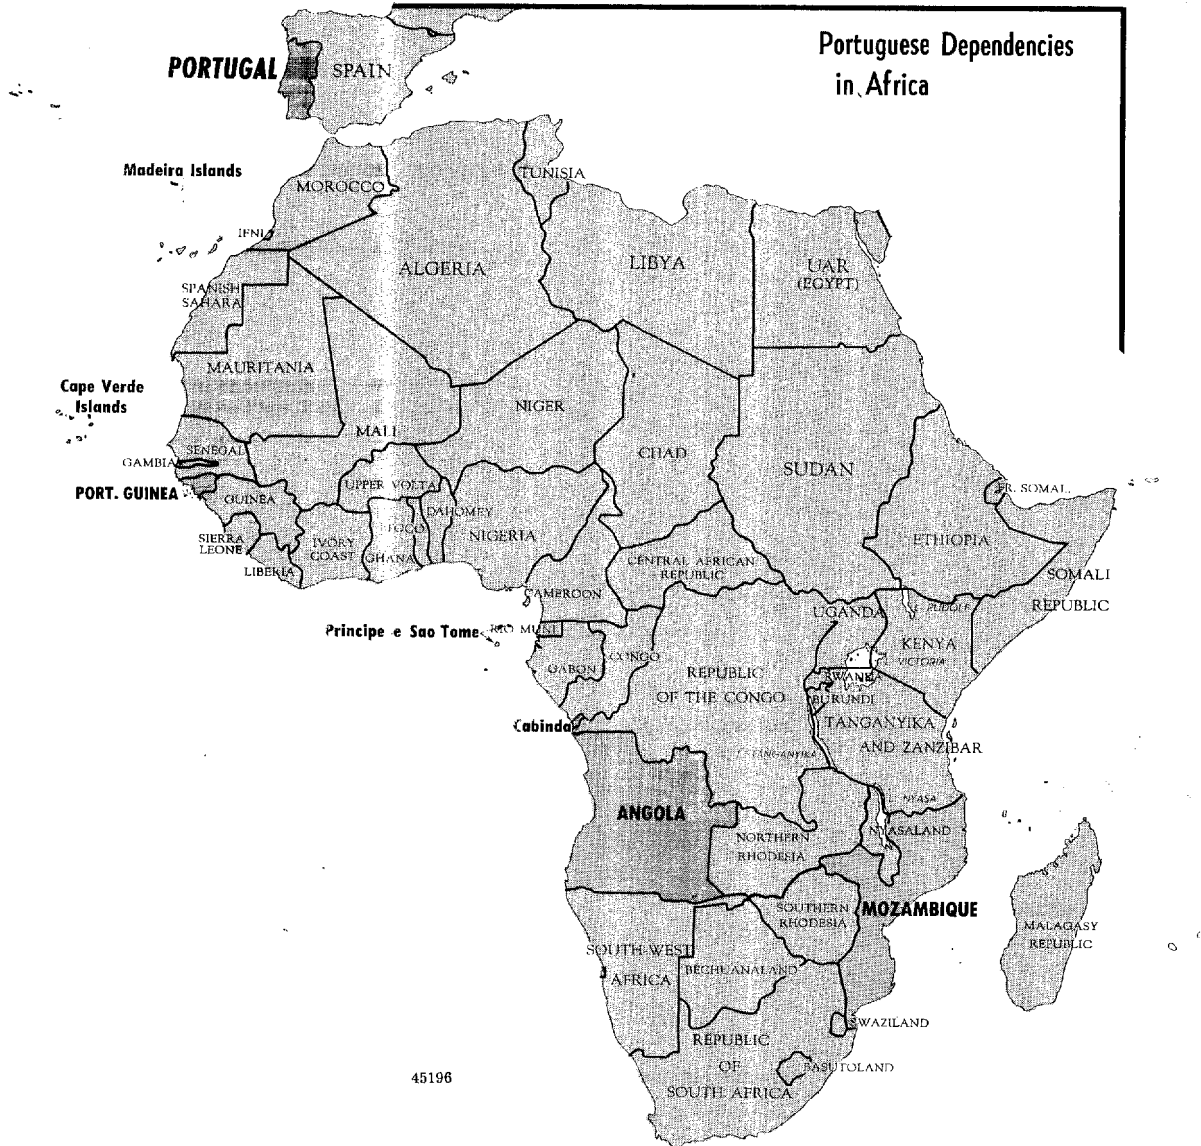 Portuguese Dependencies
in Africa
PORTUGAL
SPAIN
Madeira Islands
MOROCCO
TUNISIA
IFNI
ALGERIA
LIBYA
UAR
(EGYPT)
SPANISH
SAHARA
MAURITANIA
Cape Verde
Islands
NIGER
MALI
CHAD
SUDAN
SENEGAL
GAMBIA
PORT. GUINEA
GUINEA
UPPER VOLTA
DAHOMEY
TOGO
NIGERIA
FR. SOMAL.
SIERRA
LEONE
IVORY
COAST
GHANA
LIBERIA
ETHIOPIA
CENTRAL AFRICAN
REPUBLIC
SOMALI
REPUBLIC
CAMEROON
UGANDA
RUDOLF
Principe e Sao Tome
RIO MUNI
KENYA
VICTORIA
GABON
CONGO
REPUBLIC
OF THE CONGO
RWANDA
BURUNDI
Cabinda
TANGANYIKA
AND ZANZIBAR
TANGANYIKA
NYASA
ANGOLA
NYASALAND
NORTHERN
RHODESIA
SOUTHERN
RHODESIA
MOZAMBIQUE
MALAGASY
REPUBLIC
SOUTH-WEST
AFRICA
BECHUANALAND
SWAZILAND
REPUBLIC
OF
SOUTH AFRICA
BASUTOLAND
45196